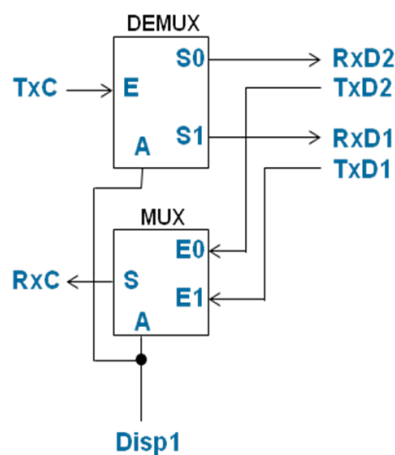 DEMUX
S0 RxD2
TxC E TxD2
S1 RxD1
A TxD1
MUX
E0
RxC S
E1
A
Disp1